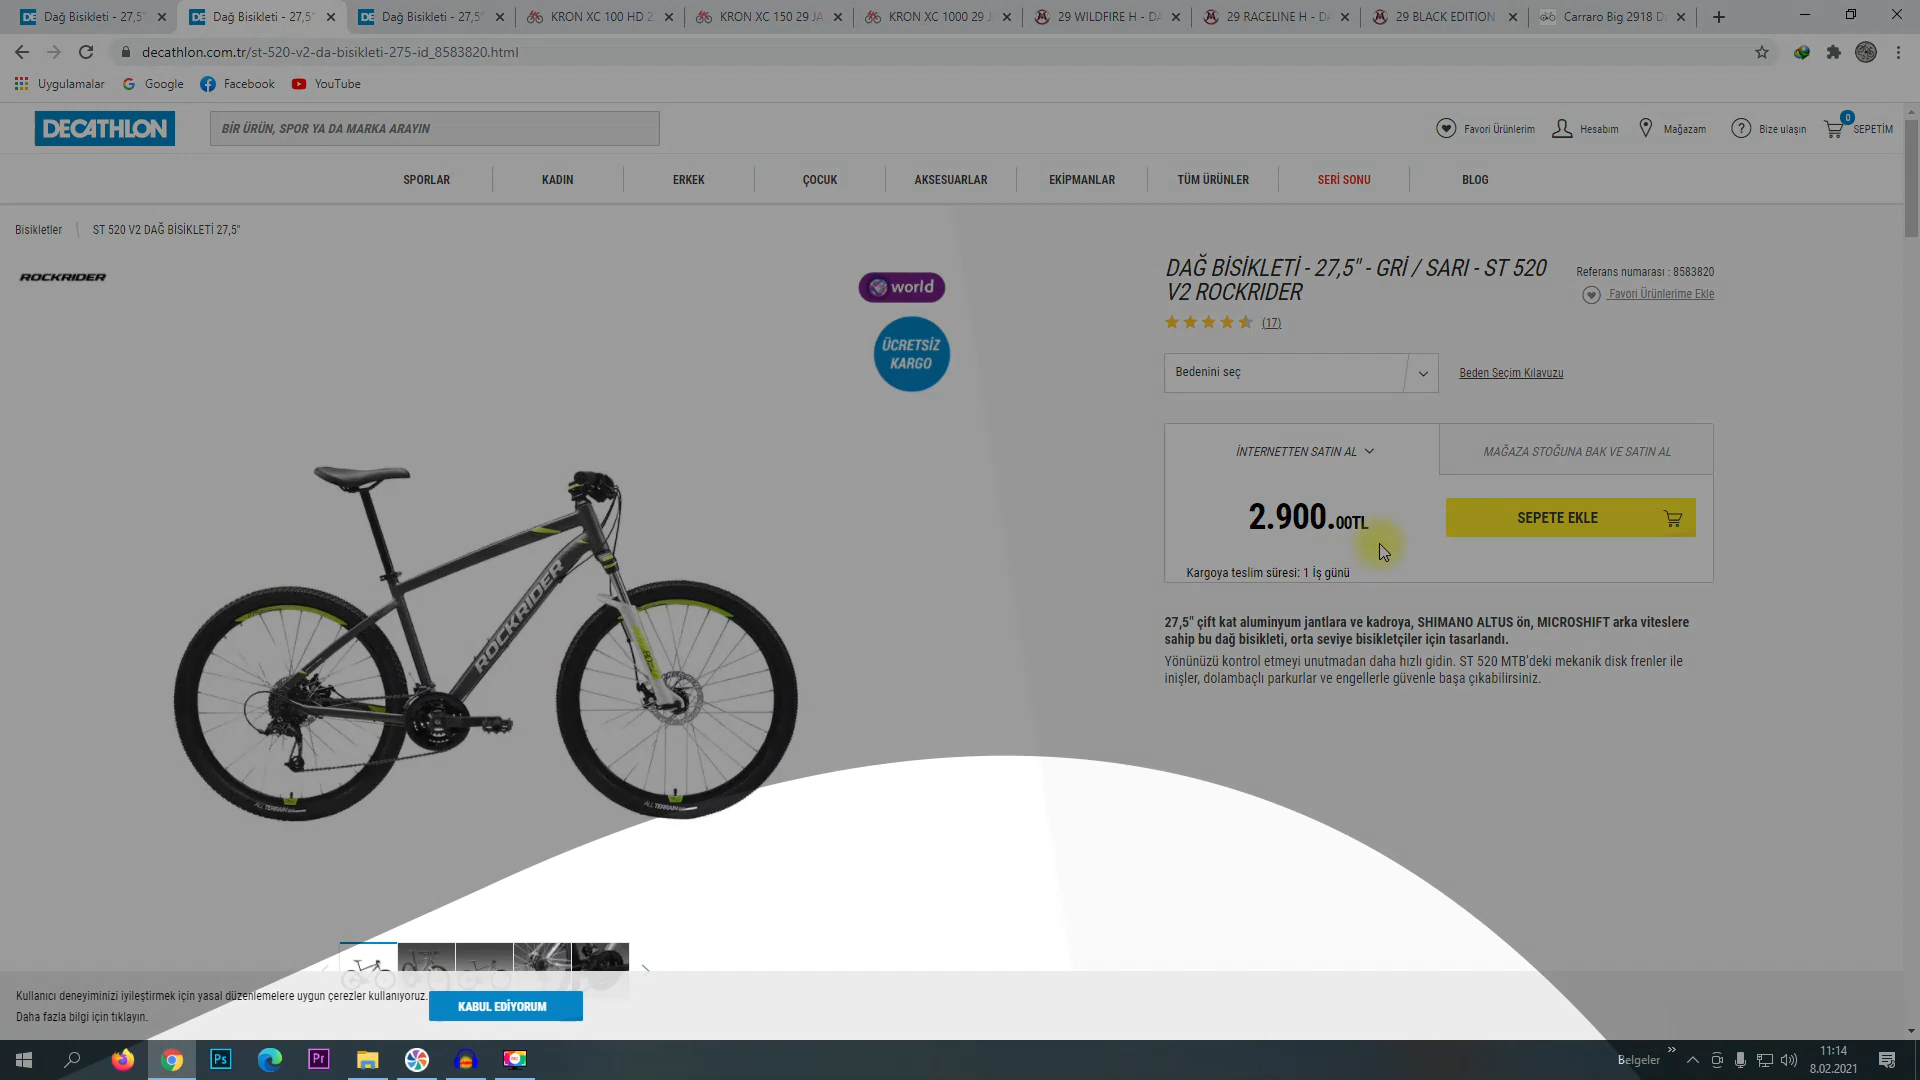 Dağ Bisikleti - 27,5"
Dağ Bisikleti - 27,5"
Dağ Bisikleti - 27,5"
KRON XC 100 HD 2
KRON XC 150 29 JA
KRON XC 1000 29 J
29 WILDFIRE H - DA
29 RACELINE H - DA
29 BLACK EDITION
Carraro Big 2918 D
decathlon.com.tr/st-520-v2-da-bisikleti-275-id_8583820.html
Uygulamalar
Google
Facebook
YouTube
DECATHLON
BİR ÜRÜN, SPOR YA DA MARKA ARAYIN
Favori Ürünlerim
Hesabım
Mağazam
Bize ulaşın
0
SEPETİM
SPORLAR
KADIN
ERKEK
ÇOCUK
AKSESUARLAR
EKİPMANLAR
TÜM ÜRÜNLER
SERİ SONU
BLOG
Bisikletler
ST 520 V2 DAĞ BİSİKLETİ 27,5"
ROCKRIDER
world
ÜCRETSİZ
KARGO
ROCKRIDER
ALL TERRAIN
ALL TERRAIN
DAĞ BİSİKLETİ - 27,5" - GRİ / SARI - ST 520
V2 ROCKRIDER
Referans numarası : 8583820
Favori Ürünlerime Ekle
(17)
Bedenini seç
Beden Seçim Kılavuzu
İNTERNETTEN SATIN AL
MAĞAZA STOĞUNA BAK VE SATIN AL
2.900.00TL
SEPETE EKLE
Kargoya teslim süresi: 1 İş günü
27,5" çift kat aluminyum jantlara ve kadroya, SHIMANO ALTUS ön, MICROSHIFT arka viteslere
sahip bu dağ bisikleti, orta seviye bisikletçiler için tasarlandı.
Yönünüzü kontrol etmeyi unutmadan daha hızlı gidin. ST 520 MTB'deki mekanik disk frenler ile
inişler, dolambaçlı parkurlar ve engellerle güvenle başa çıkabilirsiniz.
Kullanıcı deneyiminizi iyileştirmek için yasal düzenlemelere uygun çerezler kullanıyoruz.
Daha fazla bilgi için tıklayın.
KABUL EDİYORUM
Ps
Pr
Belgeler
11:14
8.02.2021